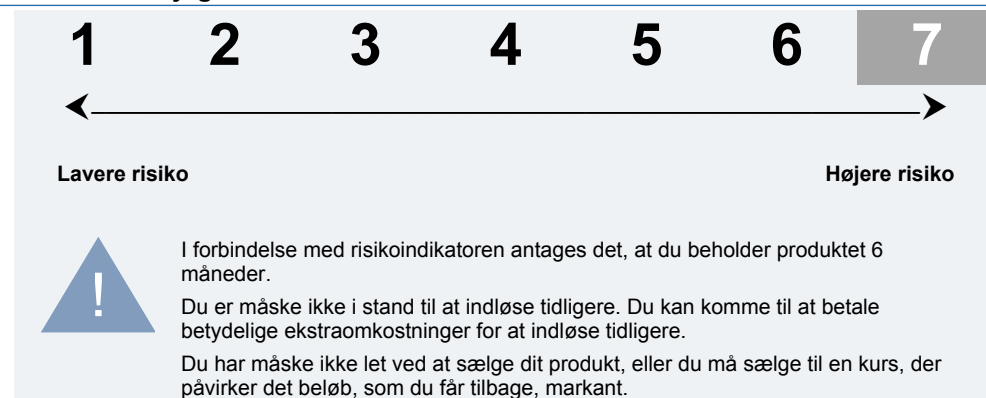 1 2 3 4 5 6 7
Lavere risiko Højere risiko
!
I forbindelse med risikoindikatoren antages det, at du beholder produktet 6
måneder.
Du er måske ikke i stand til at indløse tidligere. Du kan komme til at betale
betydelige ekstraomkostninger for at indløse tidligere.
Du har måske ikke let ved at sælge dit produkt, eller du må sælge til en kurs, der
påvirker det beløb, som du får tilbage, markant.